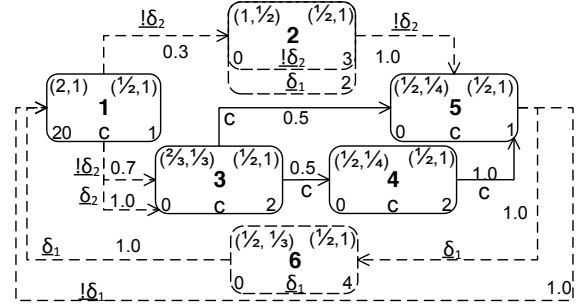 !δ₂
0.3
(1,½) (½,1)
2
0 !δ₂ 3
δ₁ 2
!δ₂
1.0
(2,1) (½,1)
1
20 c 1
(½,¼) (½,1)
5
0 c 1
c 0.5
!δ₂ 0.7
δ₂ 1.0
(⅔,⅓) (½,1)
3
0 c 2
0.5
c
(½,¼) (½,1)
4
0 c 2
1.0
c
1.0
δ₁ 1.0
(½,⅓) (½,1)
6
0 δ₁ 4
δ₁
!δ₁ 1.0